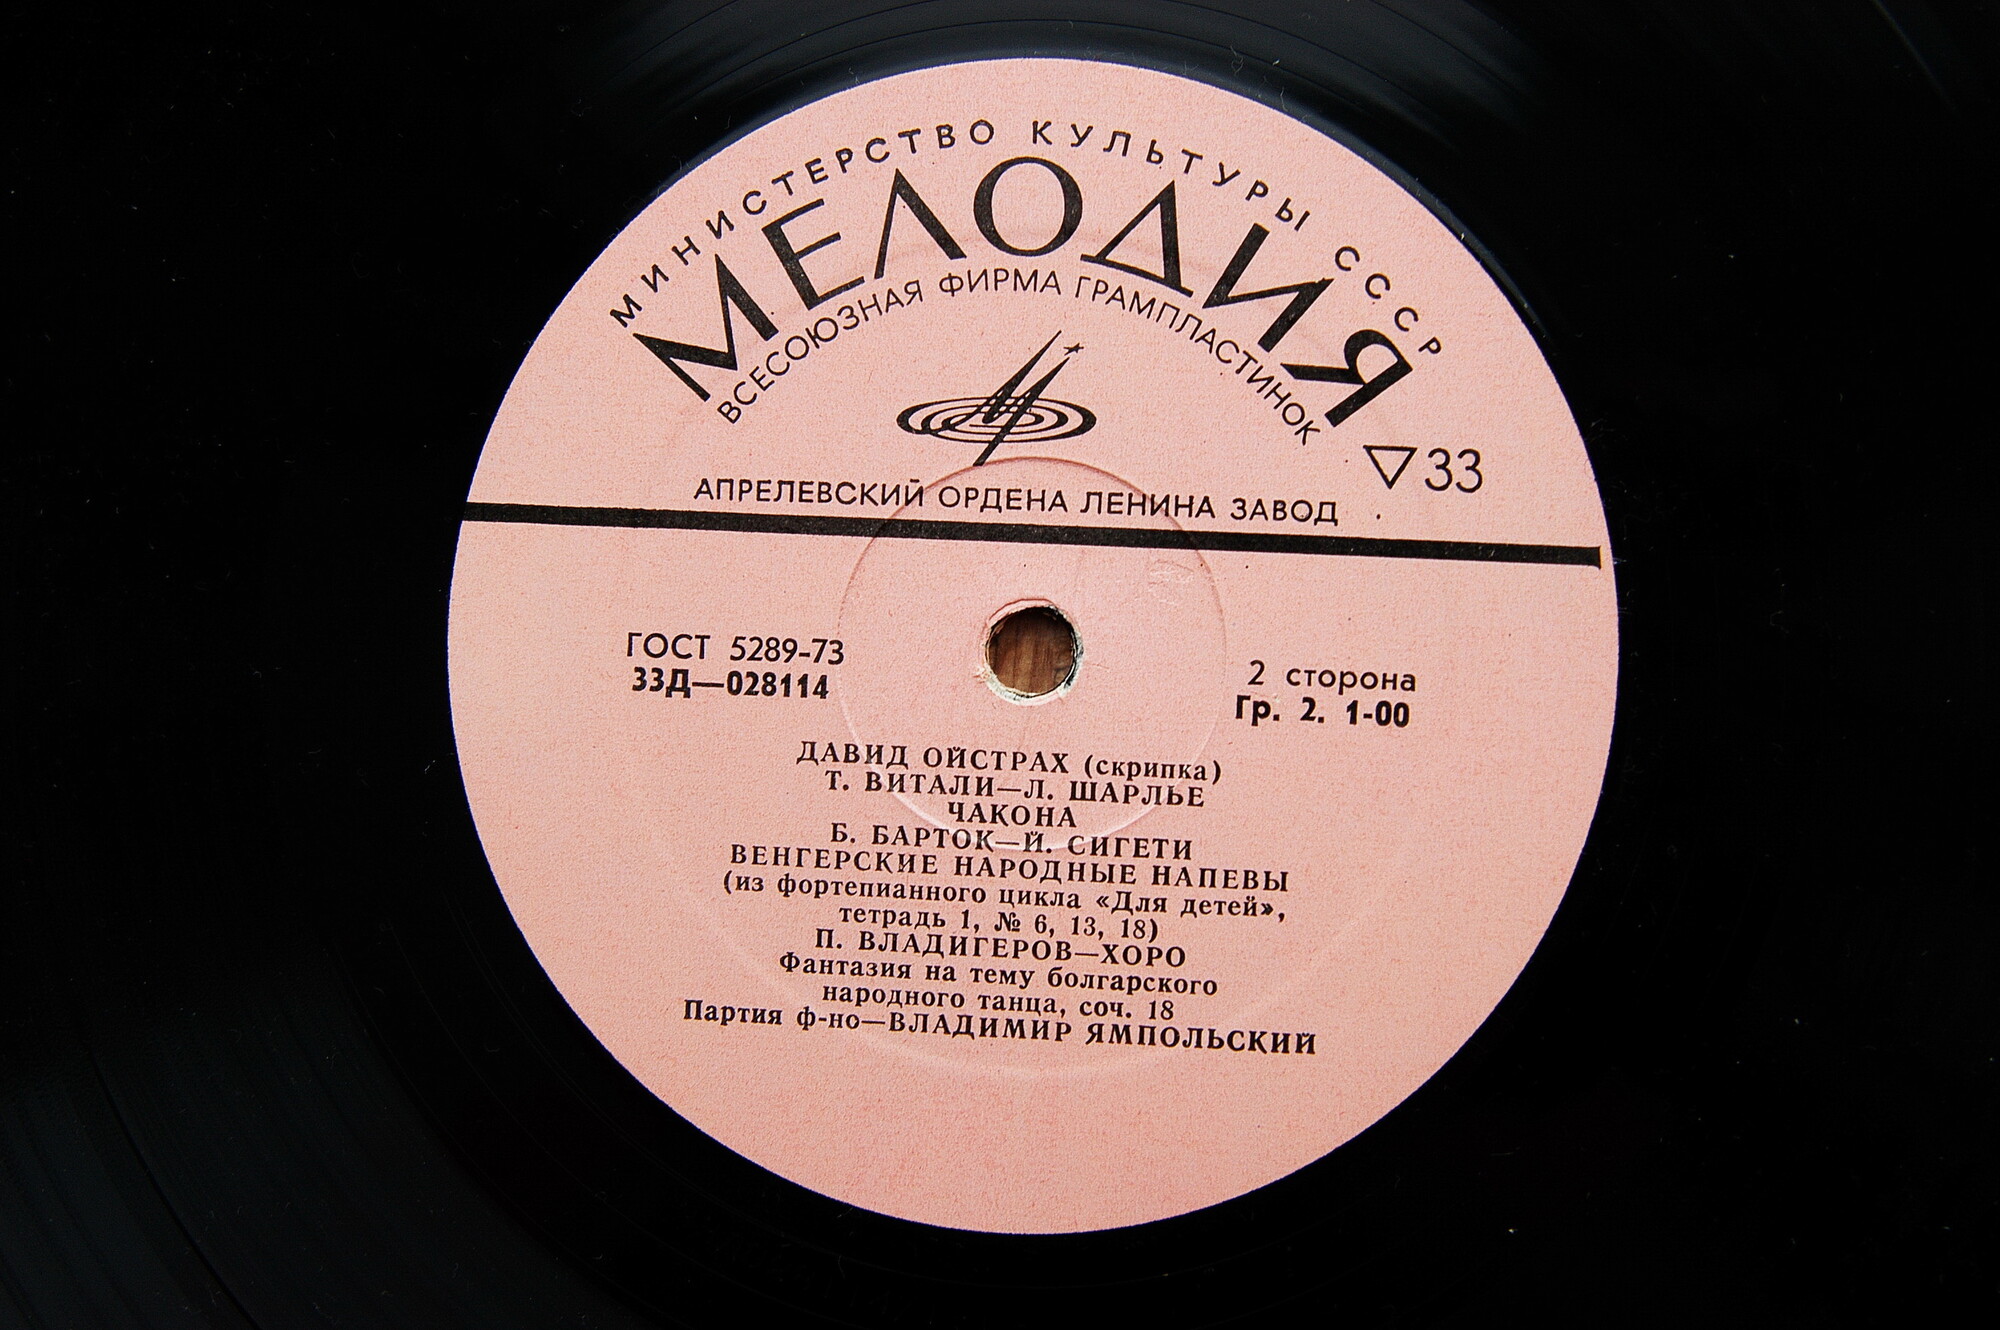 МИНИСТЕРСТВО КУЛЬТУРЫ СССР
МЕЛОДИЯ
ВСЕСОЮЗНАЯ ФИРМА ГРАМПЛАСТИНОК
▽33
АПРЕЛЕВСКИЙ ОРДЕНА ЛЕНИНА ЗАВОД
ГОСТ 5289-73
33Д—028114
2 сторона
Гр. 2. 1-00
ДАВИД ОЙСТРАХ (скрипка)
Т. ВИТАЛИ—Л. ШАРЛЬЕ
ЧАКОНА
Б. БАРТОК—Й. СИГЕТИ
ВЕНГЕРСКИЕ НАРОДНЫЕ НАПЕВЫ
(из фортепианного цикла «Для детей»,
тетрадь 1, № 6, 13, 18)
П. ВЛАДИГЕРОВ—ХОРО
Фантазия на тему болгарского
народного танца, соч. 18
Партия ф-но—ВЛАДИМИР ЯМПОЛЬСКИЙ